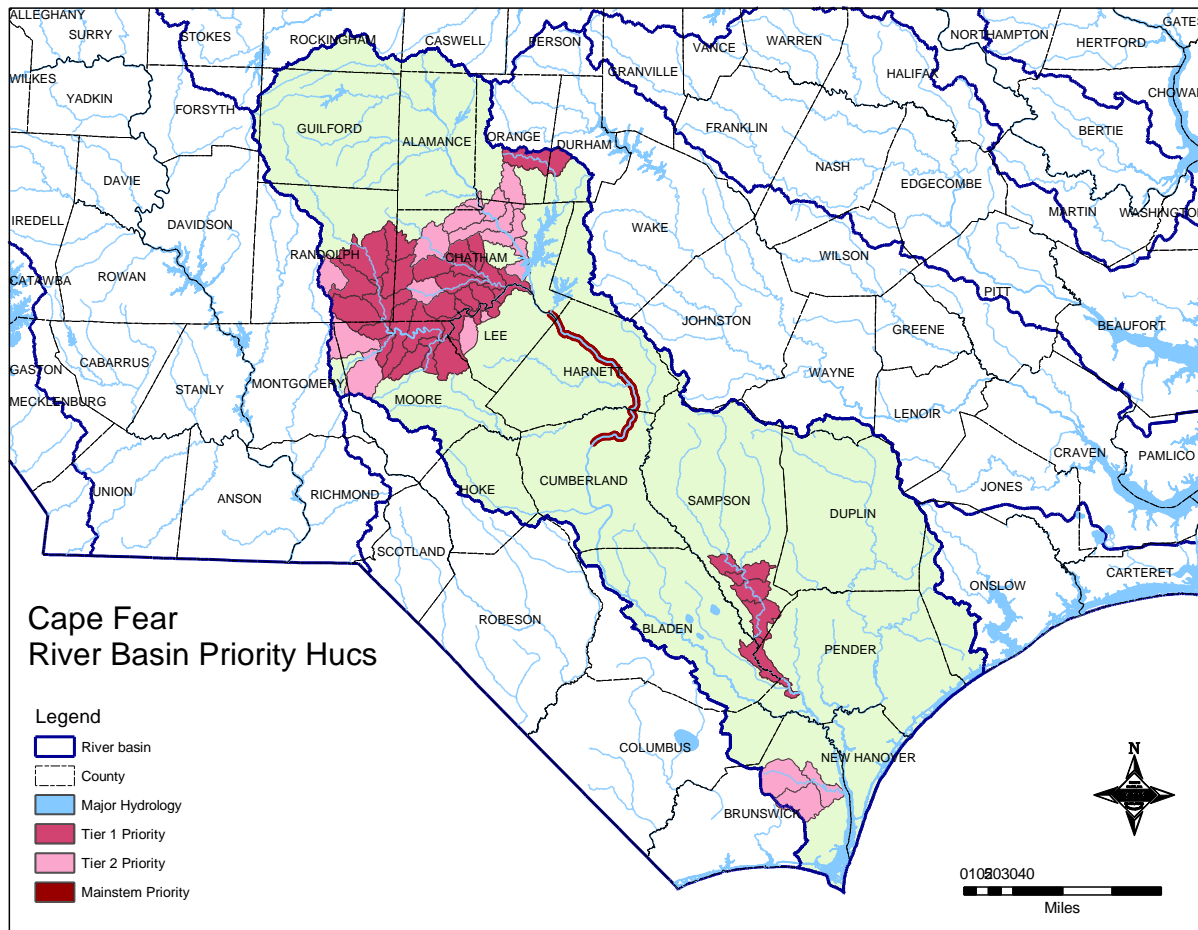 ALLEGHANY
SURRY
STOKES
ROCKINGHAM
CASWELL
PERSON
VANCE
WARREN
NORTHAMPTON
GATES
HERTFORD
WILKES
YADKIN
FORSYTH
GRANVILLE
HALIFAX
CHOWAN
GUILFORD
ALAMANCE
ORANGE
DURHAM
FRANKLIN
NASH
BERTIE
DAVIE
EDGECOMBE
IREDELL
DAVIDSON
WAKE
MARTIN
WASHINGTON
RANDOLPH
CHATHAM
WILSON
CATAWBA
ROWAN
PITT
JOHNSTON
GREENE
BEAUFORT
LEE
CABARRUS
GASTON
STANLY
MONTGOMERY
HARNETT
WAYNE
MECKLENBURG
MOORE
LENOIR
CRAVEN
PAMLICO
UNION
ANSON
RICHMOND
HOKE
CUMBERLAND
SAMPSON
DUPLIN
JONES
SCOTLAND
ONSLOW
CARTERET
Cape Fear
River Basin Priority Hucs
ROBESON
BLADEN
PENDER
Legend
River basin
County
Major Hydrology
Tier 1 Priority
Tier 2 Priority
Mainstem Priority
COLUMBUS
NEW HANOVER
BRUNSWICK
N
Miles